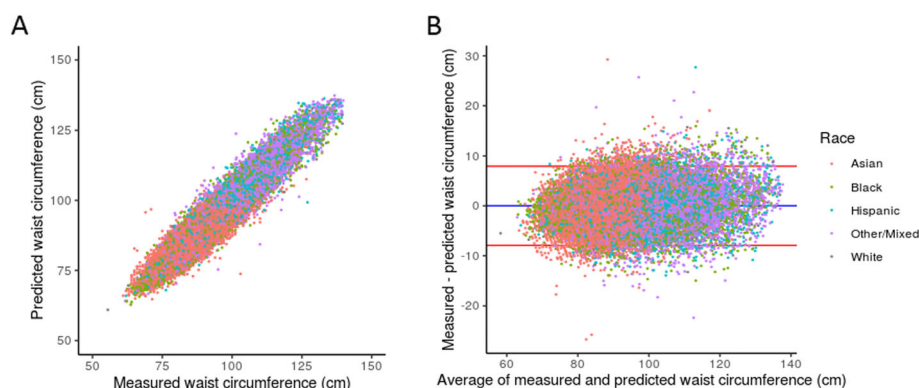 A
Predicted waist circumference (cm)
150
125
100
75
50
50
75
100
125
150
Measured waist circumference (cm)
B
Measured - predicted waist circumference (cm)
30
20
10
0
-10
-20
60
80
100
120
140
Average of measured and predicted waist circumference (cm)
Race
Asian
Black
Hispanic
Other/Mixed
White